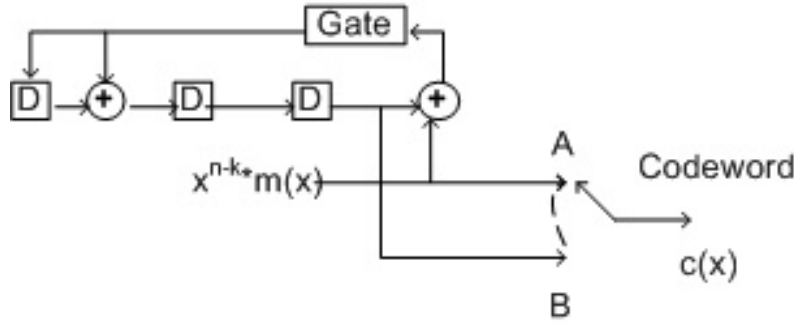 Gate
D + D D +
A
x^{n-k}*m(x)
Codeword
c(x)
B